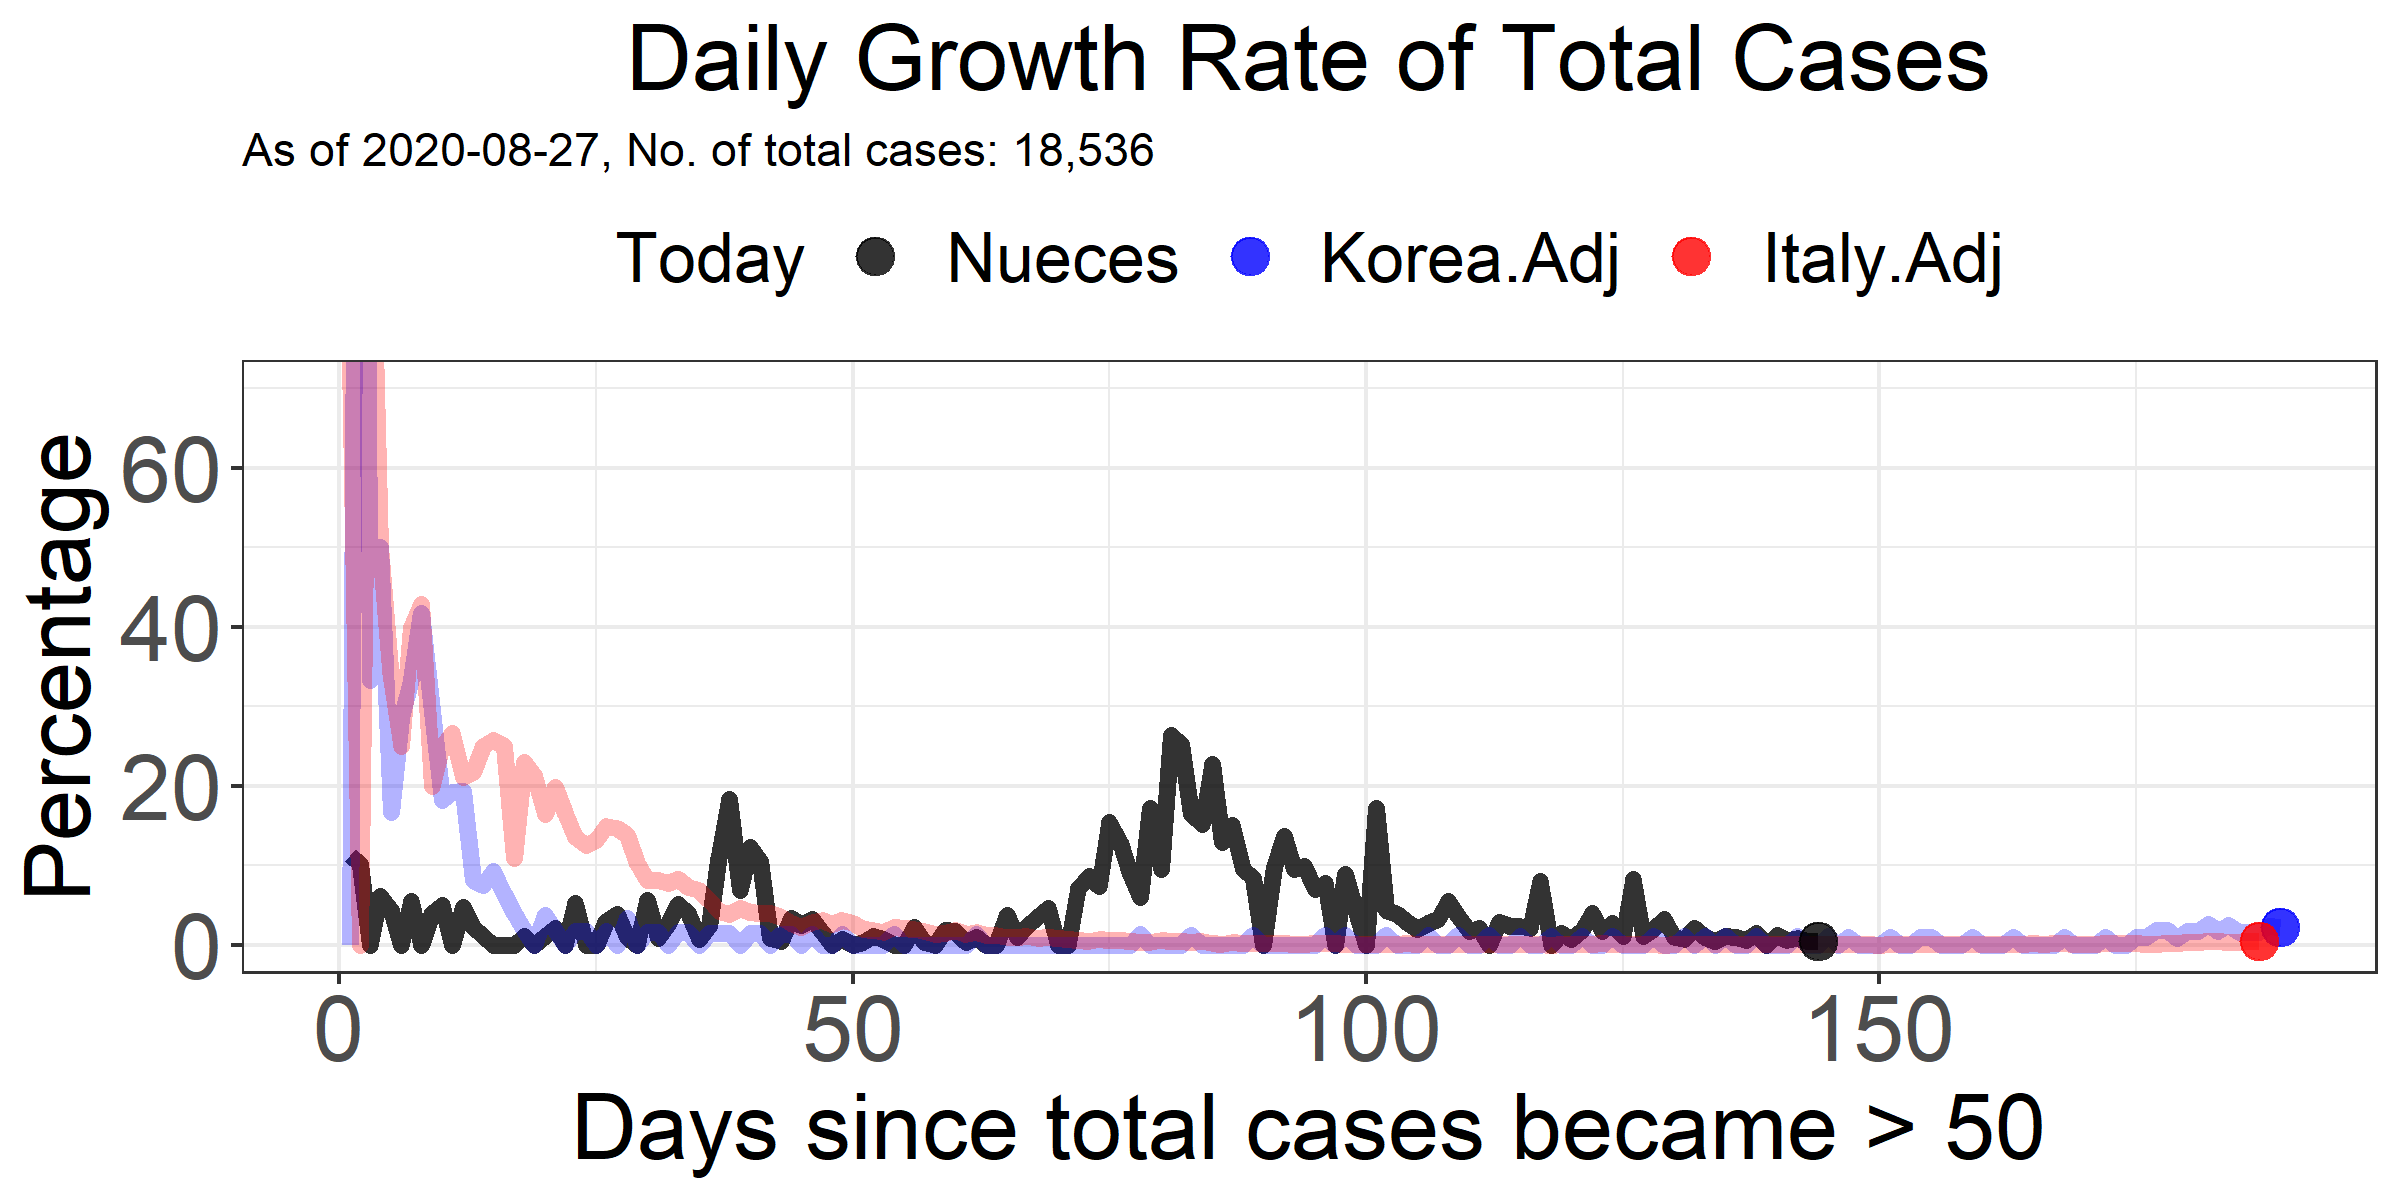 Daily Growth Rate of Total Cases
As of 2020-08-27, No. of total cases: 18,536
Today Nueces Korea.Adj Italy.Adj
Percentage
60
40
20
0
0 50 100 150
Days since total cases became > 50